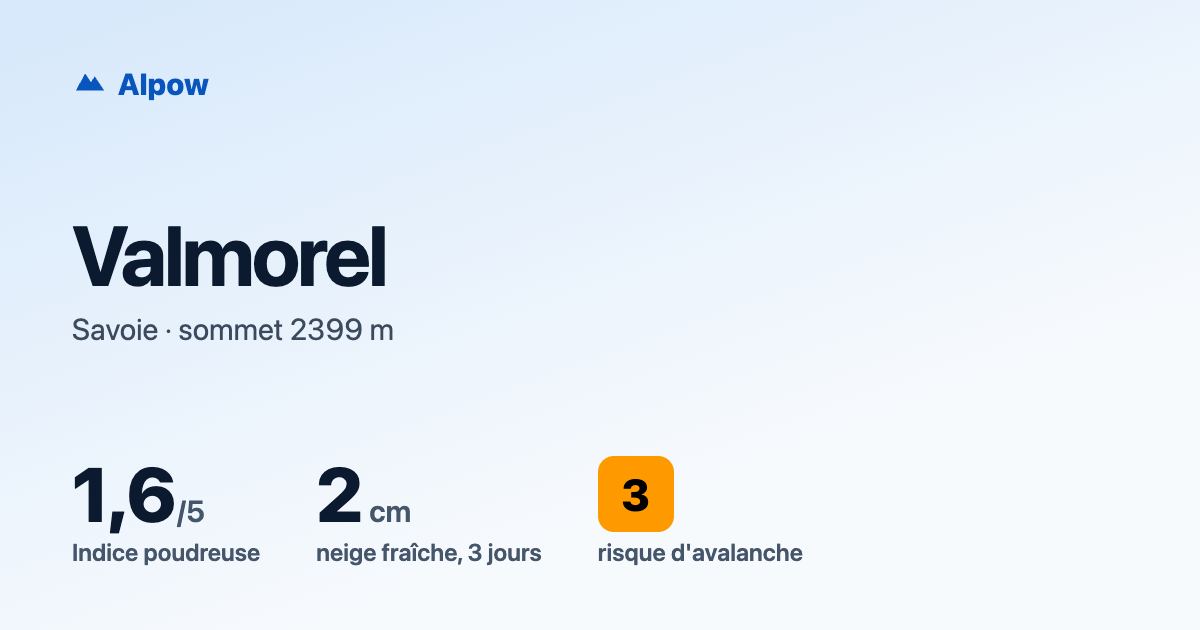 Alpow
Valmorel
Savoie · sommet 2399 m
1,6/5
Indice poudreuse
2 cm
neige fraîche, 3 jours
3
risque d'avalanche